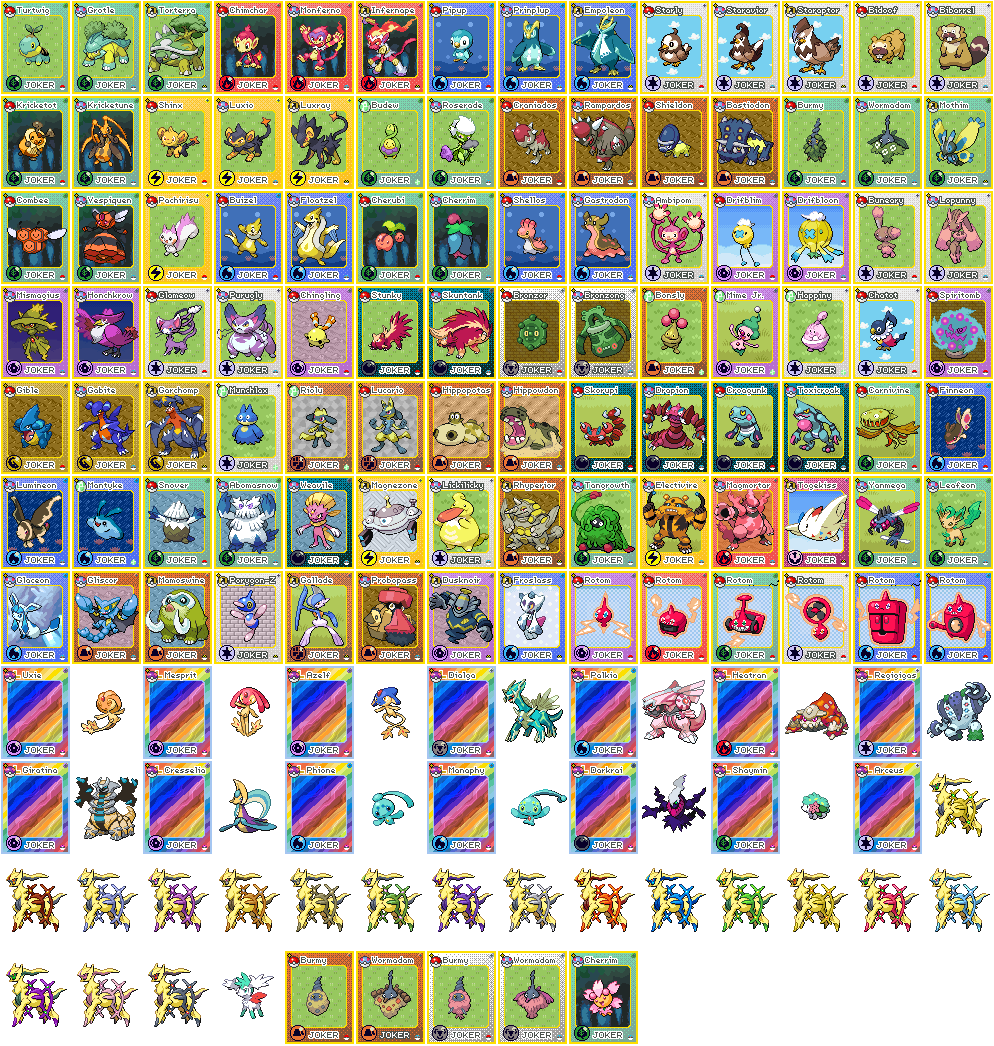 Turtwig Grotle Torterra Chimchar Monferno Infernape Pipup Prinplup Empoleon Starly Staravior Staraptor Bidoof Bibarrel
JOKER JOKER JOKER JOKER JOKER JOKER JOKER JOKER JOKER JOKER JOKER JOKER JOKER JOKER
Kricketot Kricketune Shinx Luxio Luxray Budew Roserade Craniados Rampardos Shieldon Bastiodon Burmy Wormadam Mothim
JOKER JOKER JOKER JOKER JOKER JOKER JOKER JOKER JOKER JOKER JOKER JOKER JOKER JOKER
Combee Vespiquen Pachirisu Buizel Floatzel Cherubi Cherrim Shellos Gastrodon Ambipom Drifblim Drifbloon Buneary Lopunny
JOKER JOKER JOKER JOKER JOKER JOKER JOKER JOKER JOKER JOKER JOKER JOKER JOKER JOKER
Mismagius Honchkrow Glameow Purugly Chingling Stunky Skuntank Bronzor Bronzong Bonsly Mime Jr. Happiny Chatot Spiritomb
JOKER JOKER JOKER JOKER JOKER JOKER JOKER JOKER JOKER JOKER JOKER JOKER JOKER JOKER
Gible Gabite Garchomp Munchlax Riolu Lucario Hippopotas Hippowdon Skorupi Drapion Croagunk Toxicroak Carnivine Finneon
JOKER JOKER JOKER JOKER JOKER JOKER JOKER JOKER JOKER JOKER JOKER JOKER JOKER JOKER
Lumineon Mantyke Snover Abomasnow Weavile Magnezone Lickilicky Rhyperior Tangrowth Electivire Magmortar Togekiss Yanmega Leafeon
JOKER JOKER JOKER JOKER JOKER JOKER JOKER JOKER JOKER JOKER JOKER JOKER JOKER JOKER
Glaceon Gliscor Mamoswine Porygon-Z Gallade Probopass Dusknoir Froslass Rotom Rotom Rotom Rotom Rotom Rotom
JOKER JOKER JOKER JOKER JOKER JOKER JOKER JOKER JOKER JOKER JOKER JOKER JOKER JOKER
Uxie Mesprit Azelf Dialga Palkia Heatran Regigigas
JOKER JOKER JOKER JOKER JOKER JOKER JOKER
Giratina Cresselia Phione Manaphy Darkrai Shaymin Arceus
JOKER JOKER JOKER JOKER JOKER JOKER JOKER
Burmy Wormadam Burmy Wormadam Cherrim
JOKER JOKER JOKER JOKER JOKER